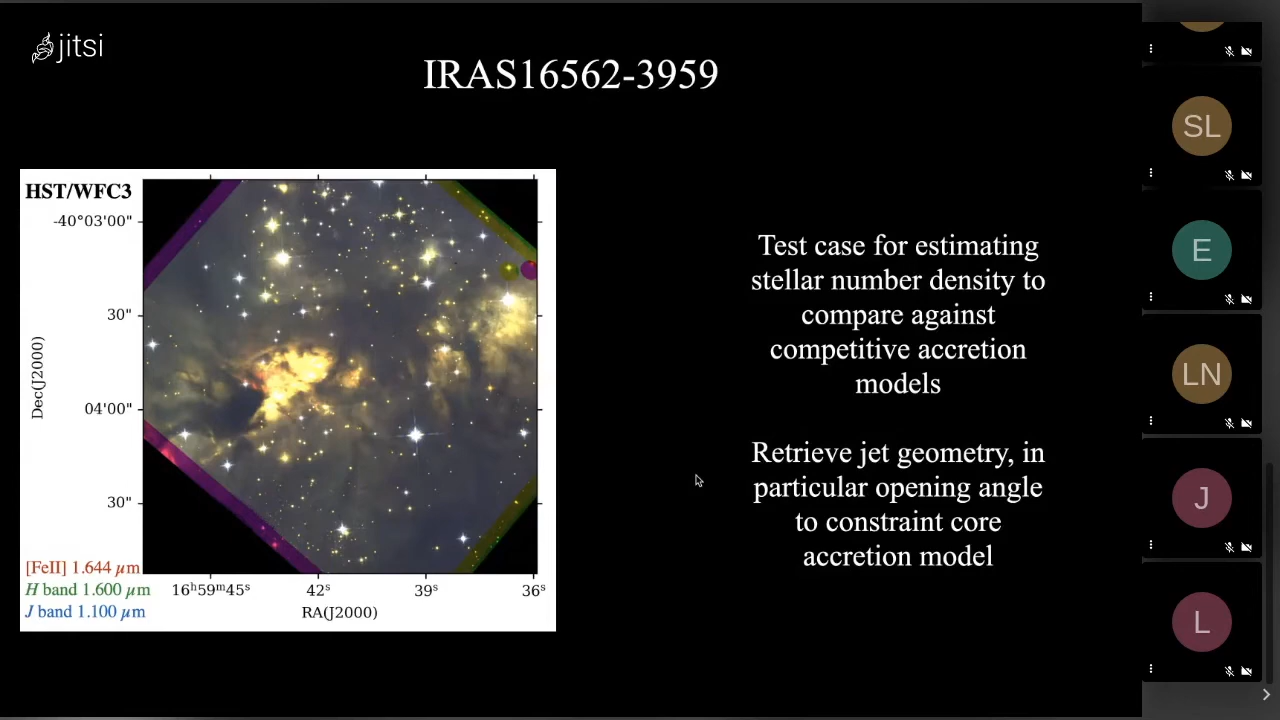 jitsi
IRAS16562-3959
HST/WFC3
-40°03'00"
30"
04'00"
30"
Dec(J2000)
[FeII] 1.644 μm
H band 1.600 μm
J band 1.100 μm
16ʰ59ᵐ45ˢ
42ˢ
39ˢ
36ˢ
RA(J2000)
Test case for estimating
stellar number density to
compare against
competitive accretion
models
Retrieve jet geometry, in
particular opening angle
to constraint core
accretion model
SL
E
LN
J
L